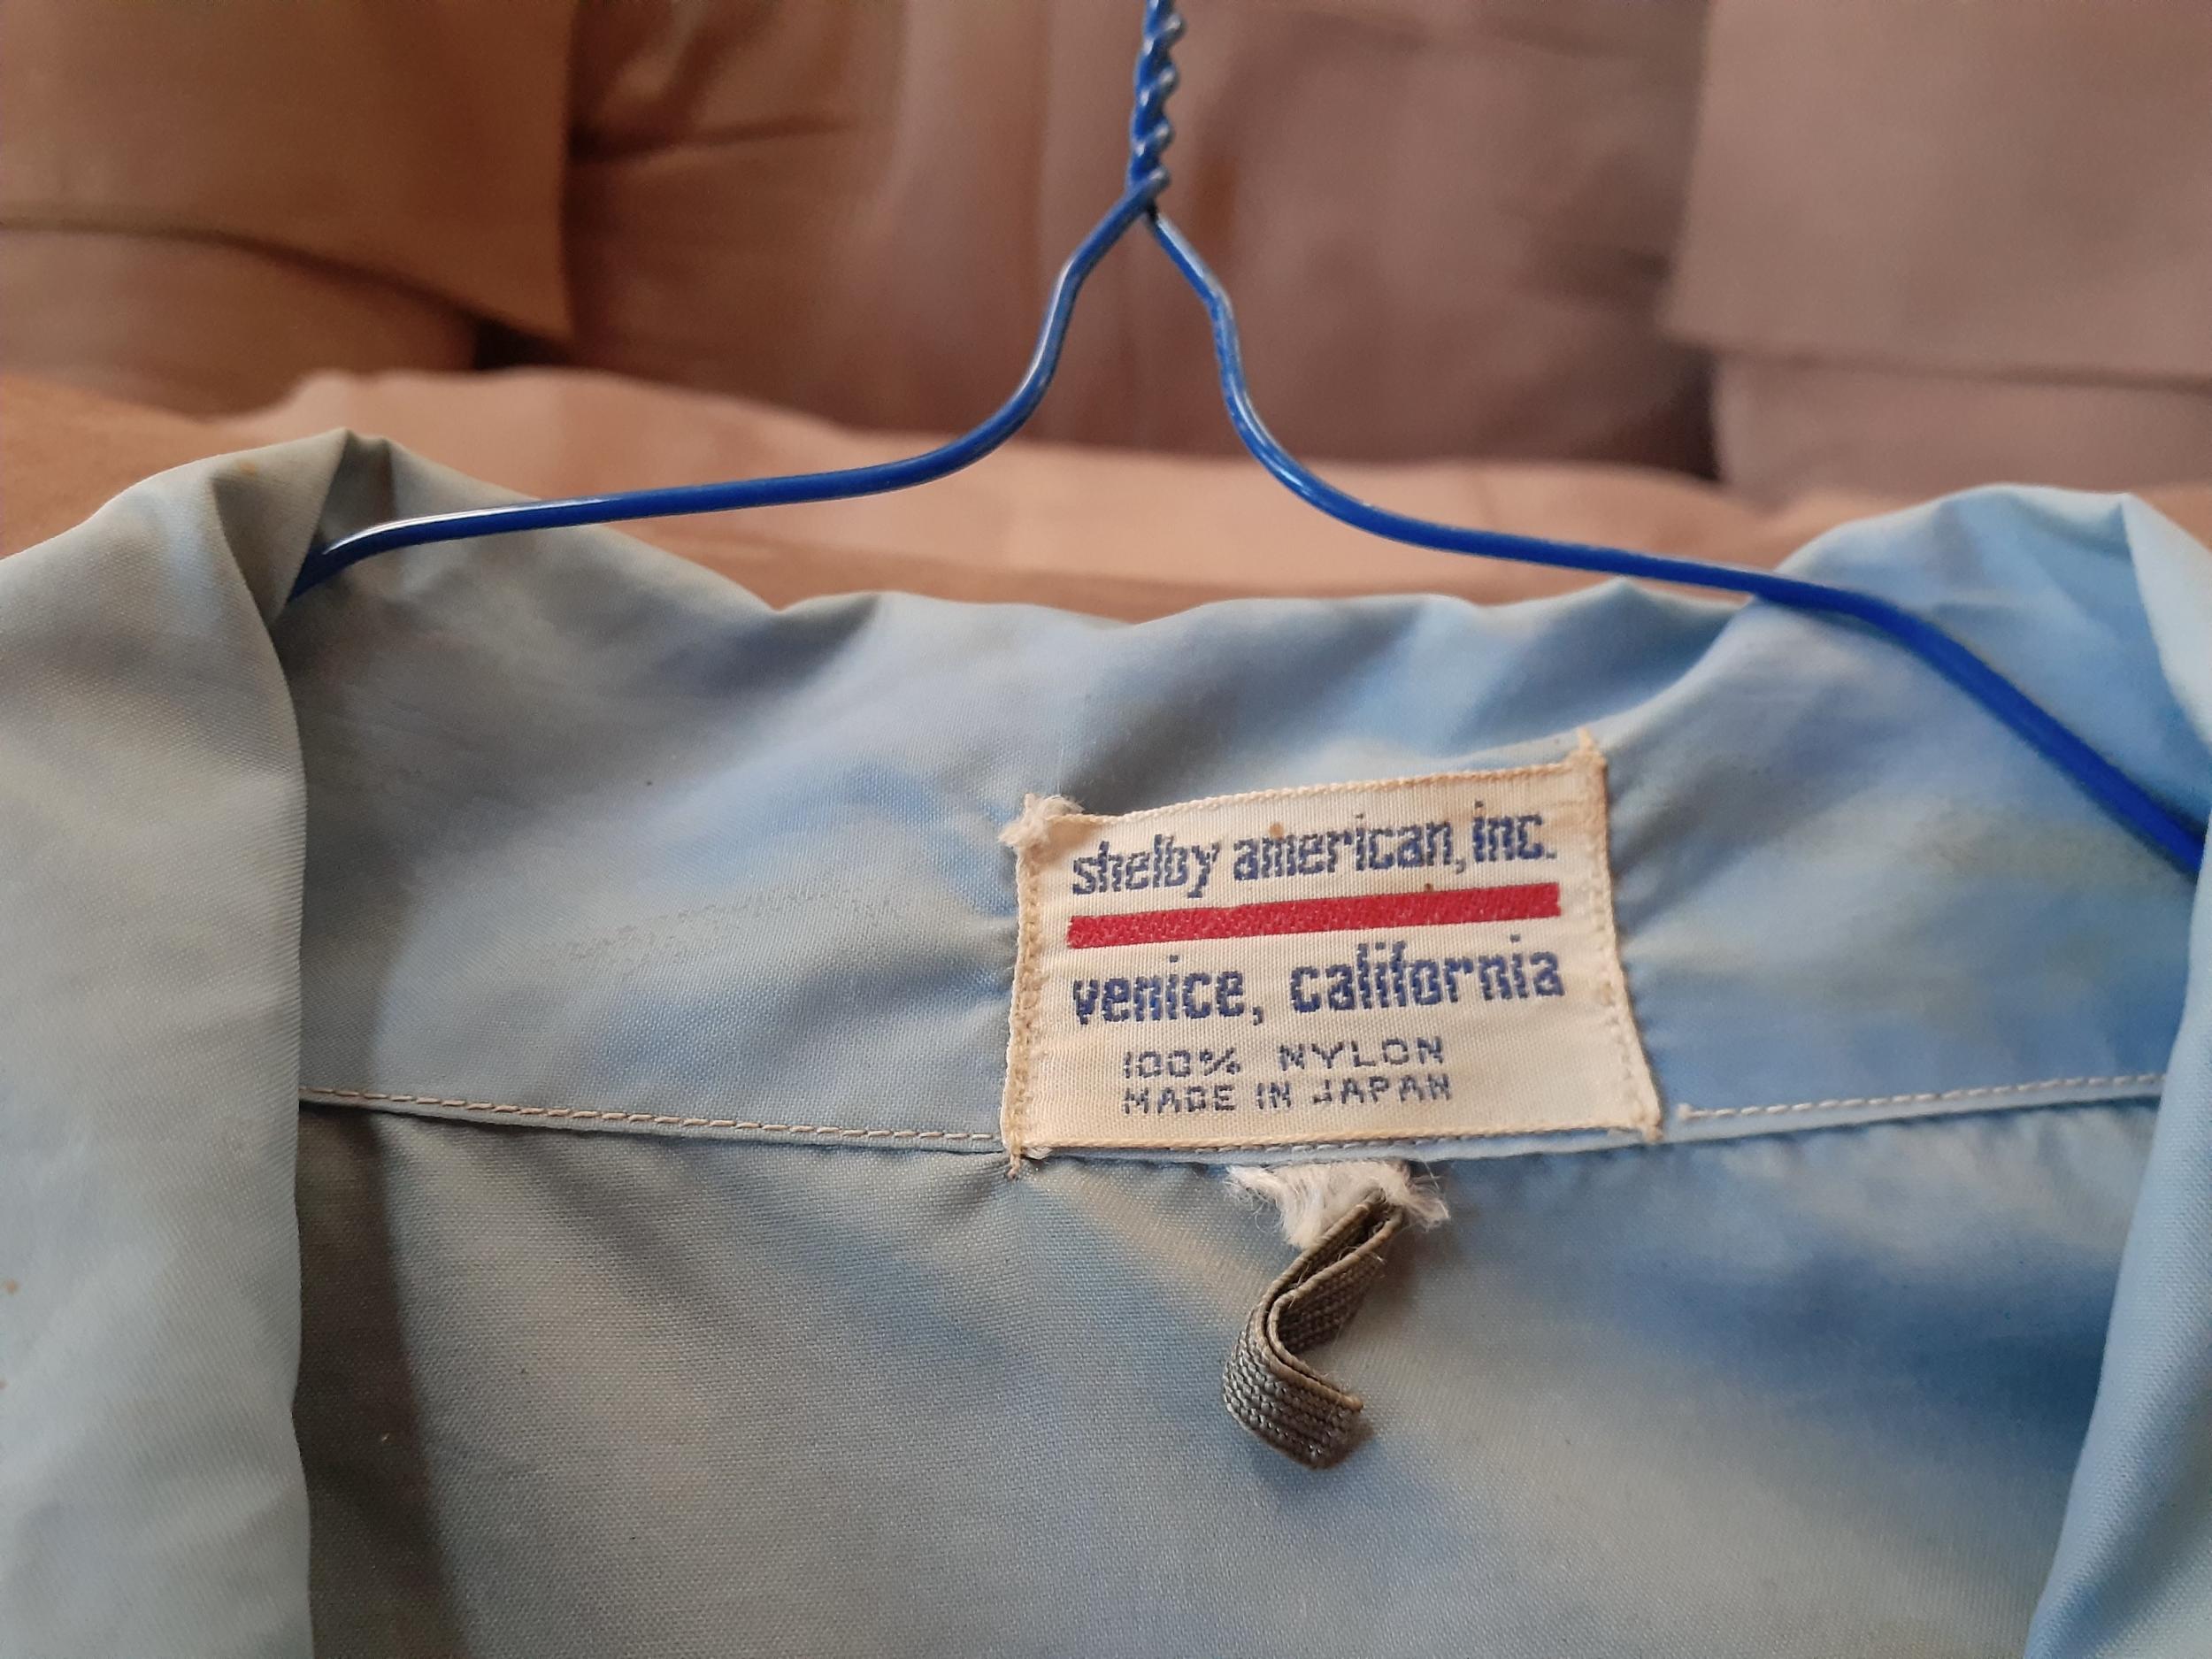 shelby american, inc.
venice, california
100% NYLON
MADE IN JAPAN